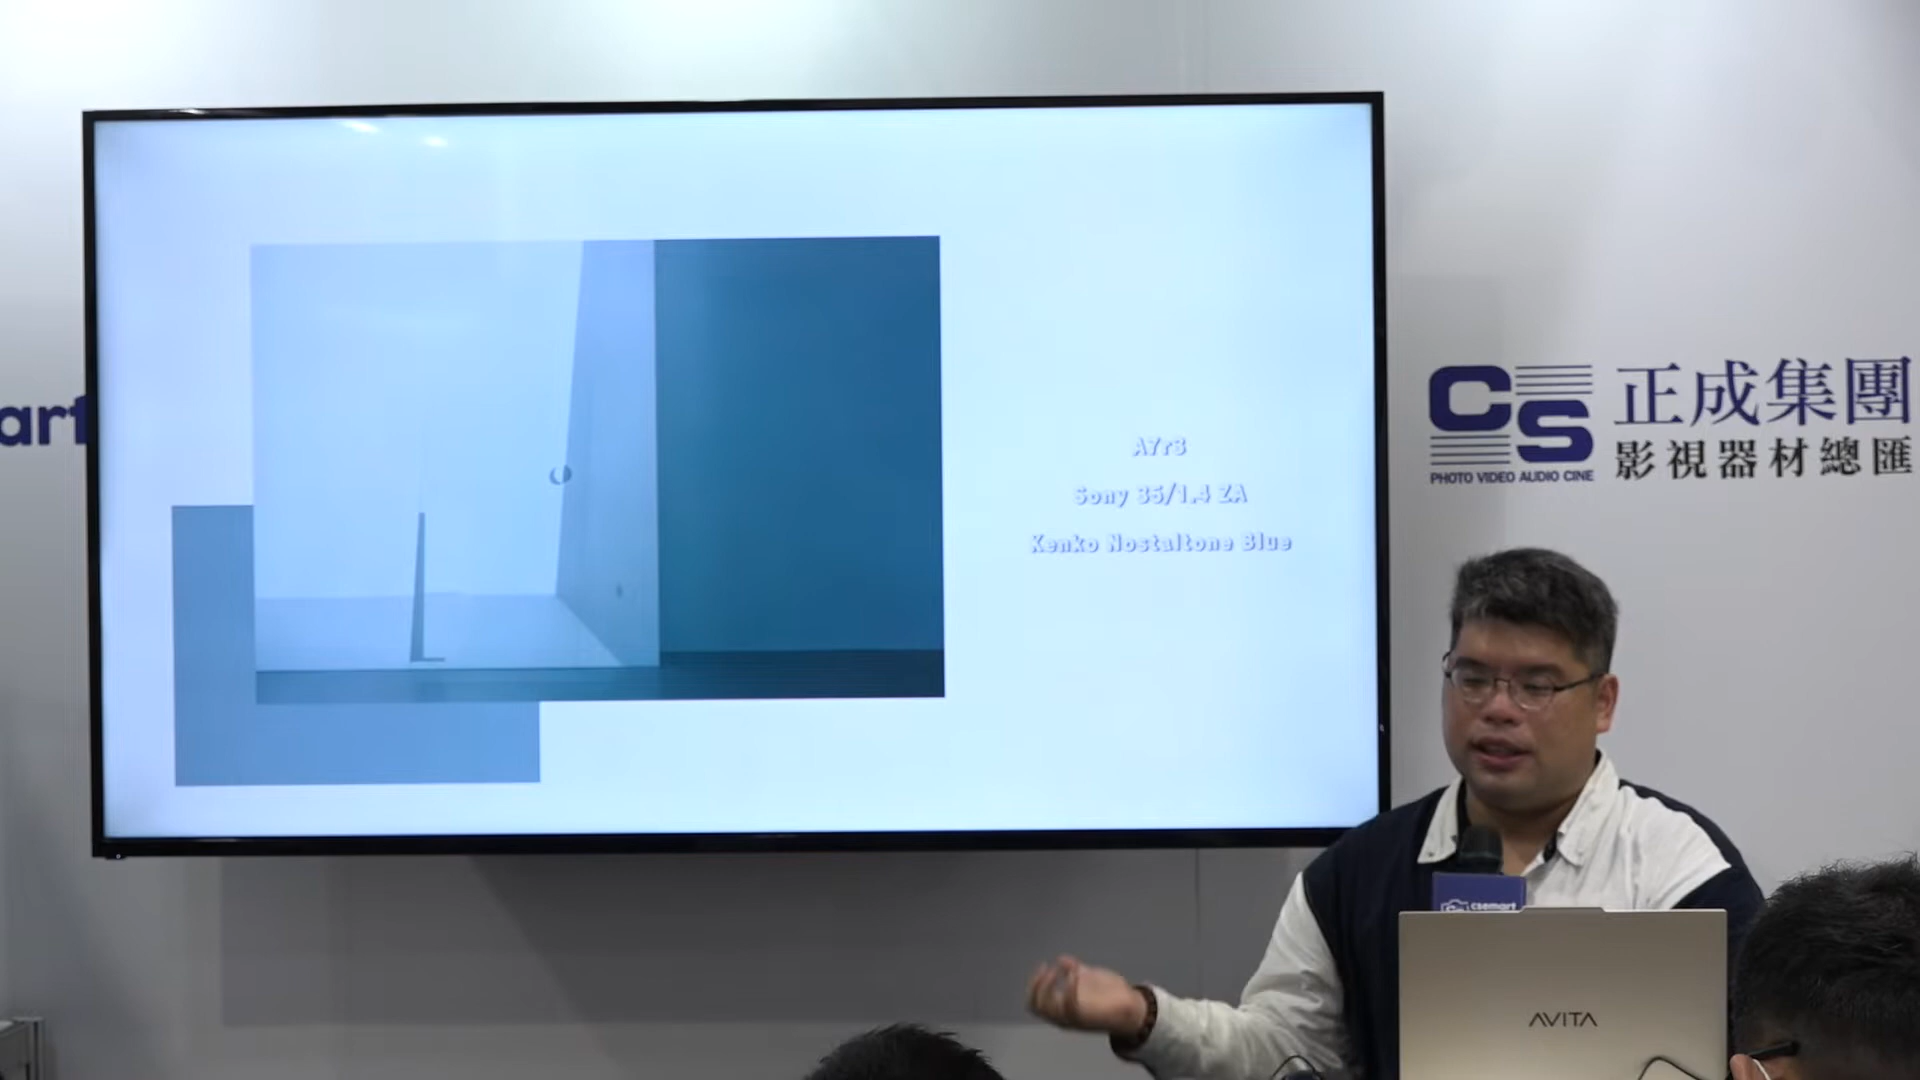 A7r3
Sony 35/1.4 ZA
Kenko Nostaltone Blue
CS
PHOTO VIDEO AUDIO CINE
正成集團
影視器材總匯
csemart
AVITA